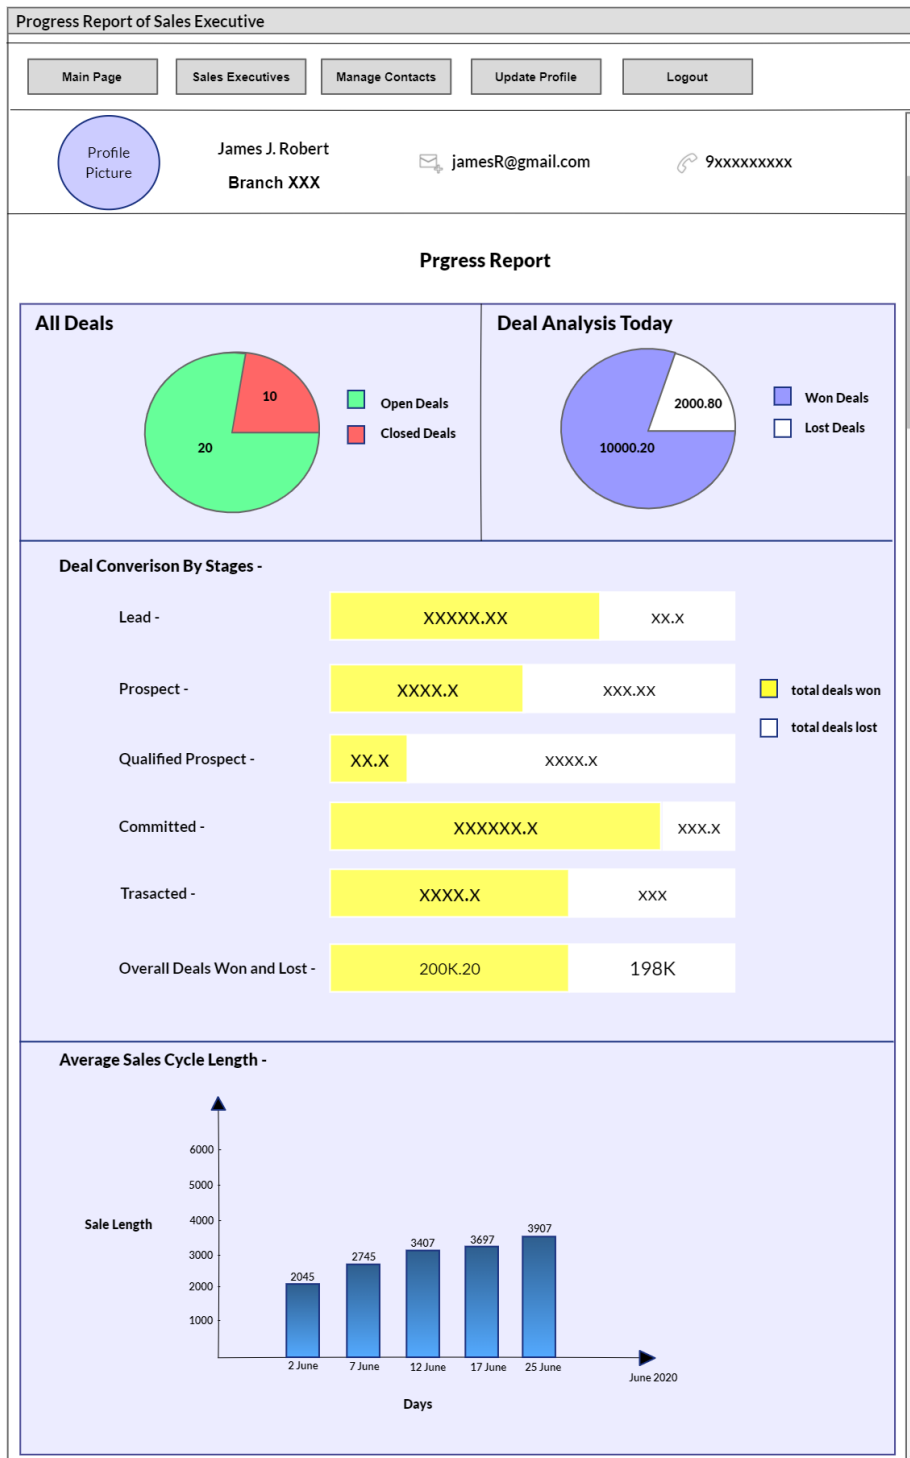 Progress Report of Sales Executive
Main Page
Sales Executives
Manage Contacts
Update Profile
Logout
Profile
Picture
James J. Robert
Branch XXX
jamesR@gmail.com
9xxxxxxxxx
Prgress Report
All Deals
10
20
Open Deals
Closed Deals
Deal Analysis Today
2000.80
10000.20
Won Deals
Lost Deals
Deal Converison By Stages -
Lead -
XXXXX.XX
xx.x
Prospect -
XXXX.X
xxx.xx
total deals won
total deals lost
Qualified Prospect -
XX.X
xxxx.x
Committed -
XXXXXX.X
xxx.x
Trasacted -
XXXX.X
xxx
Overall Deals Won and Lost -
200K.20
198K
Average Sales Cycle Length -
6000
5000
4000
3000
2000
1000
Sale Length
2045
2745
3407
3697
3907
2 June
7 June
12 June
17 June
25 June
June 2020
Days